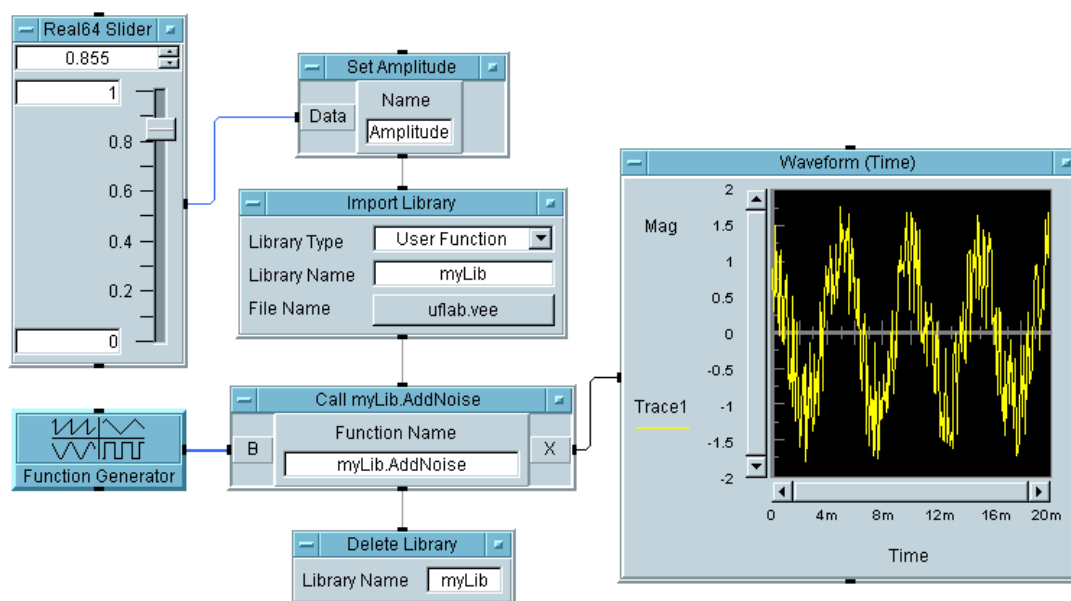 Real64 Slider
0.855
1
0.8
0.6
0.4
0.2
0
Set Amplitude
Data
Name
Amplitude
Import Library
Library Type User Function
Library Name myLib
File Name uflab.vee
Function Generator
Call myLib.AddNoise
B
Function Name
myLib.AddNoise
X
Delete Library
Library Name myLib
Waveform (Time)
Mag
Trace1
2
1.5
1
0.5
0
-0.5
-1
-1.5
-2
0 4m 8m 12m 16m 20m
Time